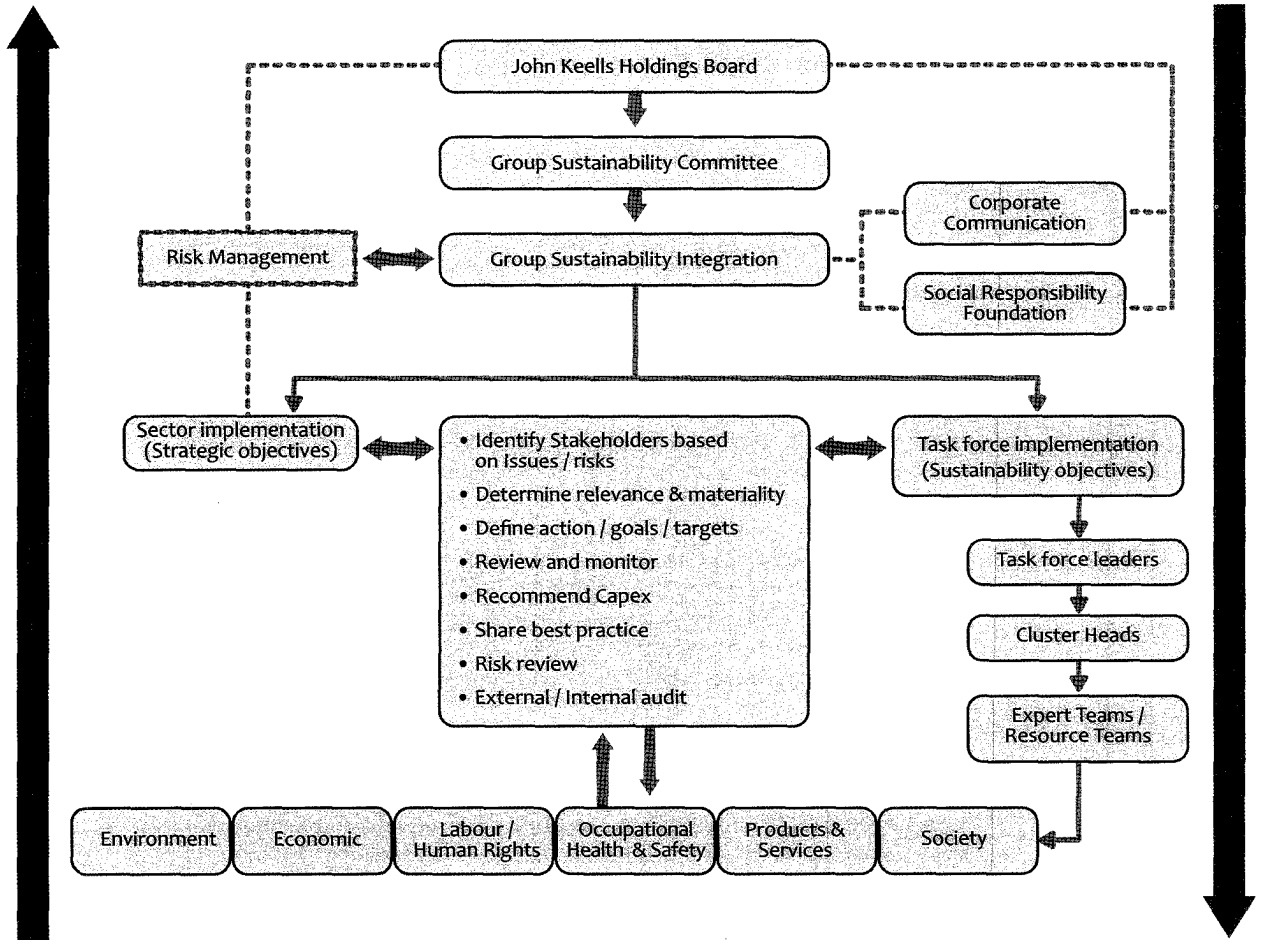 John Keells Holdings Board
Group Sustainability Committee
Corporate
Communication
Risk Management
Group Sustainability Integration
Social Responsibility
Foundation
Sector implementation
(Strategic objectives)
• Identify Stakeholders based
on Issues / risks
• Determine relevance & materiality
• Define action / goals / targets
• Review and monitor
• Recommend Capex
• Share best practice
• Risk review
• External / Internal audit
Task force implementation
(Sustainability objectives)
Task force leaders
Cluster Heads
Expert Teams /
Resource Teams
Environment
Economic
Labour /
Human Rights
Occupational
Health & Safety
Products &
Services
Society